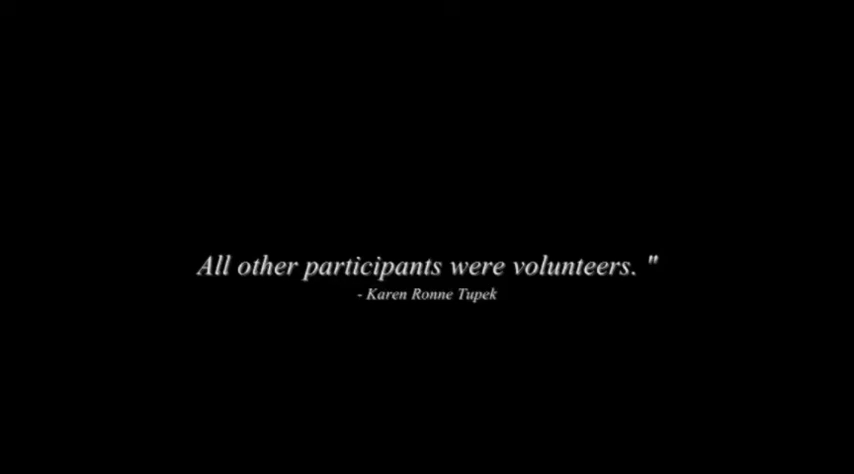 All other participants were volunteers. "
- Karen Ronne Tupek